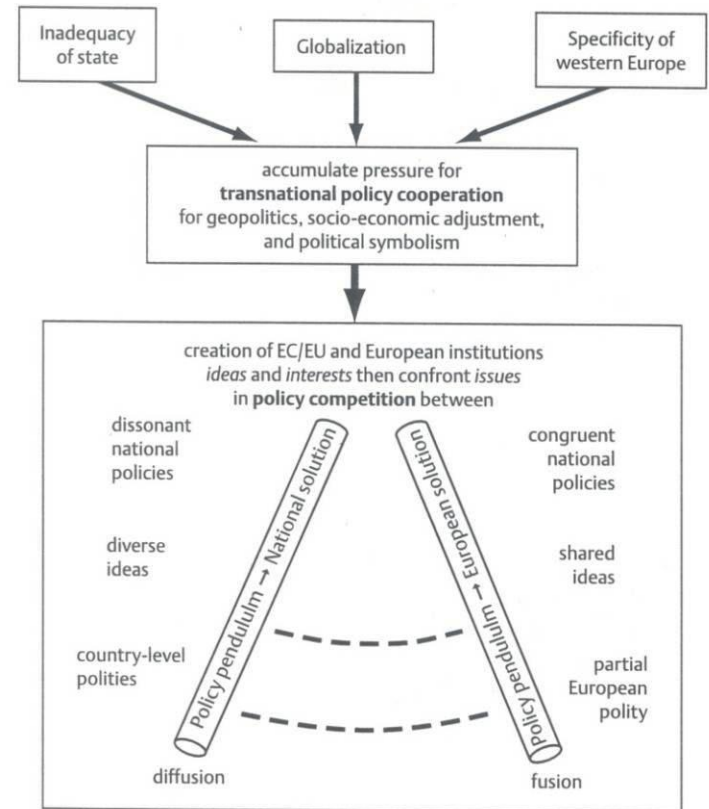 Inadequacy
of state
Globalization
Specificity of
western Europe
accumulate pressure for
transnational policy cooperation
for geopolitics, socio-economic adjustment,
and political symbolism
creation of EC/EU and European institutions
ideas and interests then confront issues
in policy competition between
dissonant
national
policies
diverse
ideas
country-level
polities
Policy pendululm → National solution
Policy pendululm → European solution
congruent
national
policies
shared
ideas
partial
European
polity
diffusion
fusion